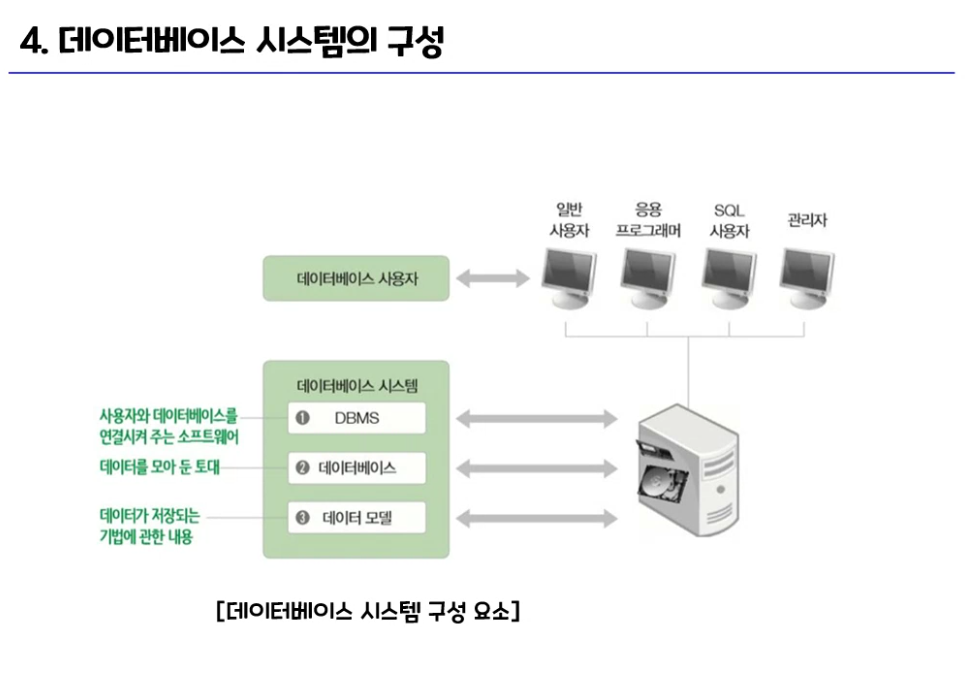 4. 데이터베이스 시스템의 구성
일반
사용자
응용
프로그래머
SQL
사용자
관리자
데이터베이스 사용자
데이터베이스 시스템
사용자와 데이터베이스를
연결시켜 주는 소프트웨어
❶ DBMS
데이터를 모아 둔 토대
❷ 데이터베이스
데이터가 저장되는
기법에 관한 내용
❸ 데이터 모델
[데이터베이스 시스템 구성 요소]